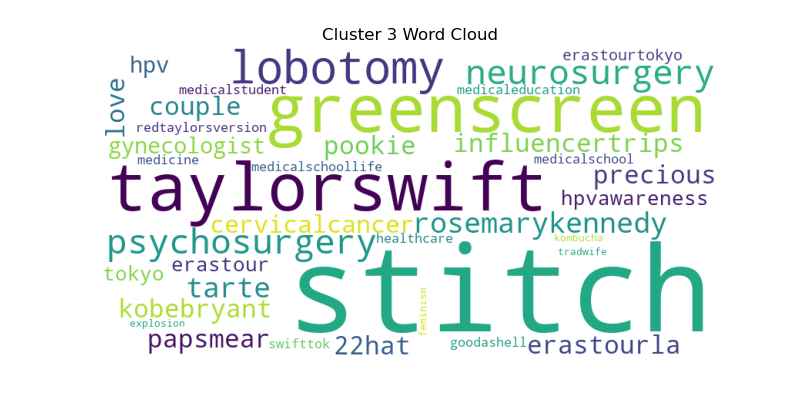 Cluster 3 Word Cloud
hpv
lobotomy
erastourtokyo
neurosurgery
love
medicalstudent
medicaleducation
couple
greenscreen
redtaylorsversion
gynecologist
pookie
influencertrips
medicine
medicalschoollife
medicalschool
taylorswift
precious
hpvawareness
cervicalcancer
rosemarykennedy
psychosurgery
healthcare
kombucha
tradwife
tokyo
erastour
stitch
tarte
kobebryant
feminism
explosion
papsmear
swifttok
22hat
goodashell
erastourla